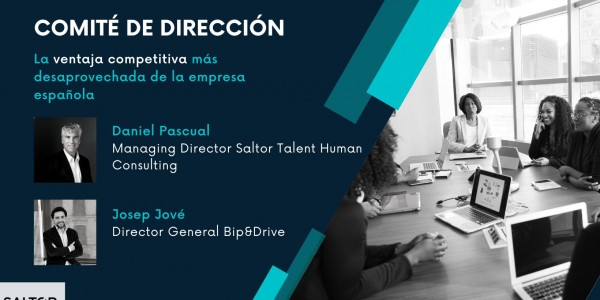 COMITÉ DE DIRECCIÓN
La ventaja competitiva más
desaprovechada de la empresa
española
Daniel Pascual
Managing Director Saltor Talent Human
Consulting
Josep Jové
Director General Bip&Drive